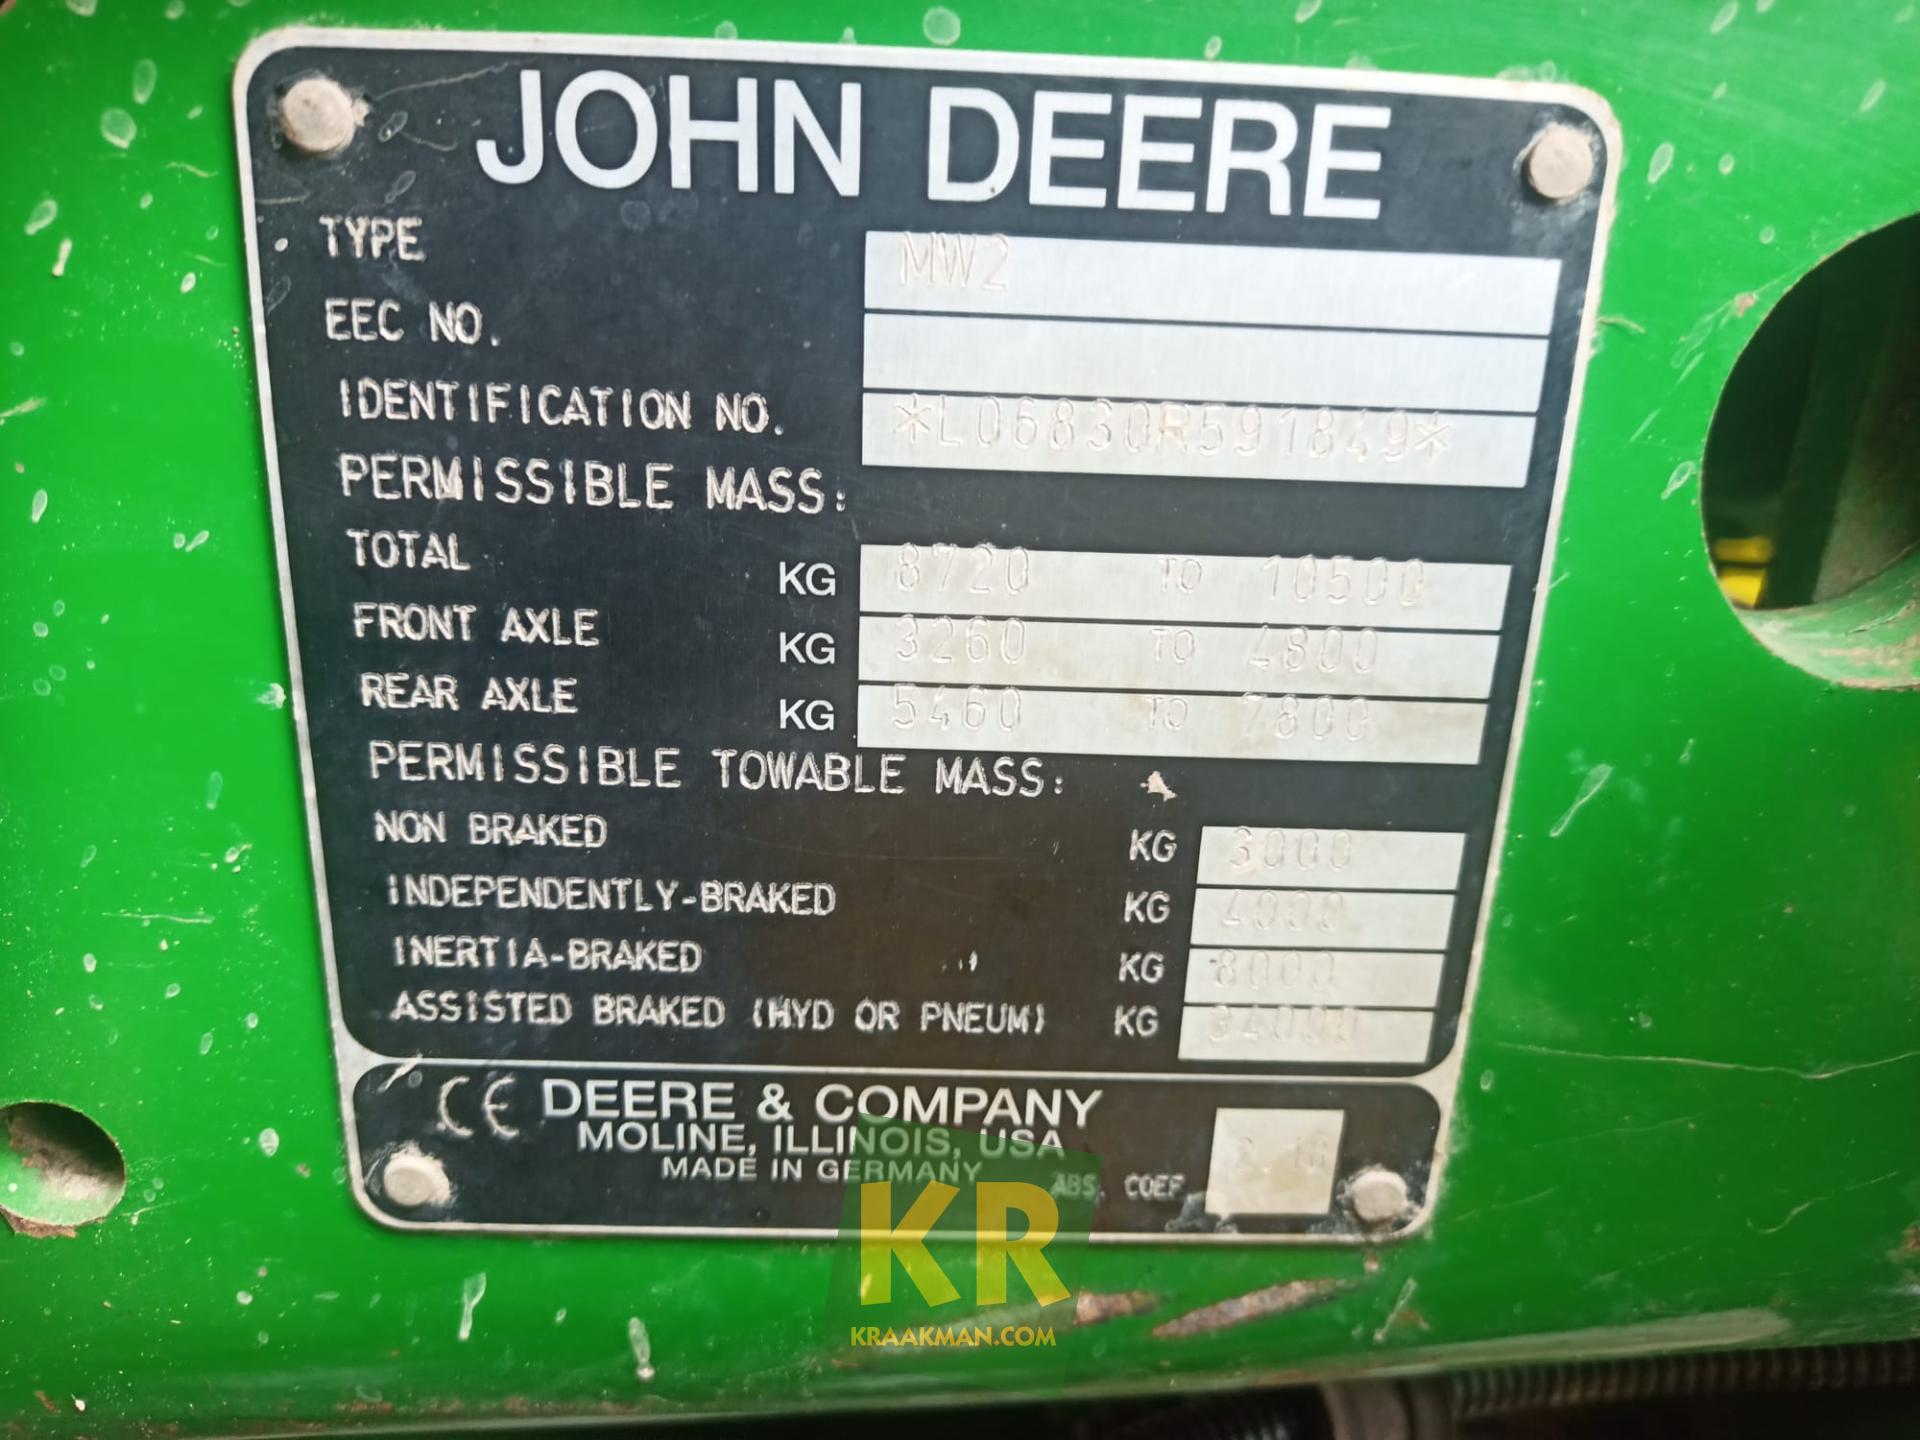 JOHN DEERE
TYPE MW2
EEC NO.
IDENTIFICATION NO. *L06830R591849*
PERMISSIBLE MASS:
TOTAL KG 8720 TO 10500
FRONT AXLE KG 3260 TO 4800
REAR AXLE KG 5460 TO 7800
PERMISSIBLE TOWABLE MASS:
NON BRAKED KG 3000
INDEPENDENTLY-BRAKED KG 4000
INERTIA-BRAKED KG 8000
ASSISTED BRAKED (HYD OR PNEUM) KG 34000
CE DEERE & COMPANY
MOLINE, ILLINOIS, USA
MADE IN GERMANY
ABS. COEF.
KR
KRAAKMAN.COM